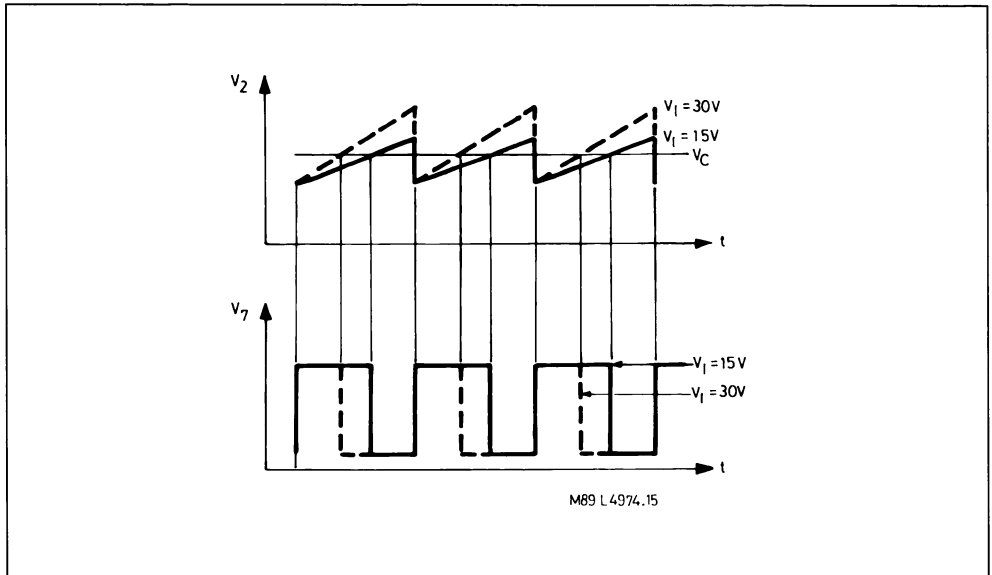 V2
VI = 30V
VI = 15V
VC
t
V7
VI = 15V
VI = 30V
t
M89 L4974.15